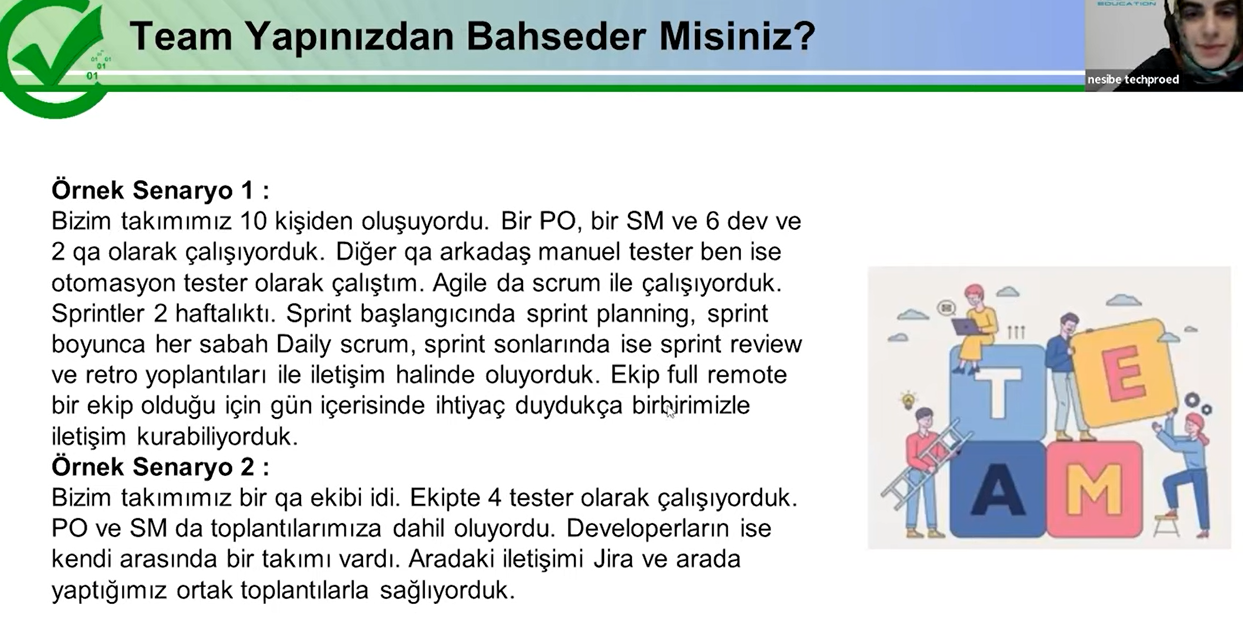 Team Yapınızdan Bahseder Misiniz?
EDUCATION
nesibe techproed
01 01
01
01
Örnek Senaryo 1 :
Bizim takımımız 10 kişiden oluşuyordu. Bir PO, bir SM ve 6 dev ve
2 qa olarak çalışıyorduk. Diğer qa arkadaş manuel tester ben ise
otomasyon tester olarak çalıştım. Agile da scrum ile çalışıyorduk.
Sprintler 2 haftalıktı. Sprint başlangıcında sprint planning, sprint
boyunca her sabah Daily scrum, sprint sonlarında ise sprint review
ve retro yoplantıları ile iletişim halinde oluyorduk. Ekip full remote
bir ekip olduğu için gün içerisinde ihtiyaç duydukça birbirimizle
iletişim kurabiliyorduk.
Örnek Senaryo 2 :
Bizim takımımız bir qa ekibi idi. Ekipte 4 tester olarak çalışıyorduk.
PO ve SM da toplantılarımıza dahil oluyordu. Developerların ise
kendi arasında bir takımı vardı. Aradaki iletişimi Jira ve arada
yaptığımız ortak toplantılarla sağlıyorduk.
T E
A M